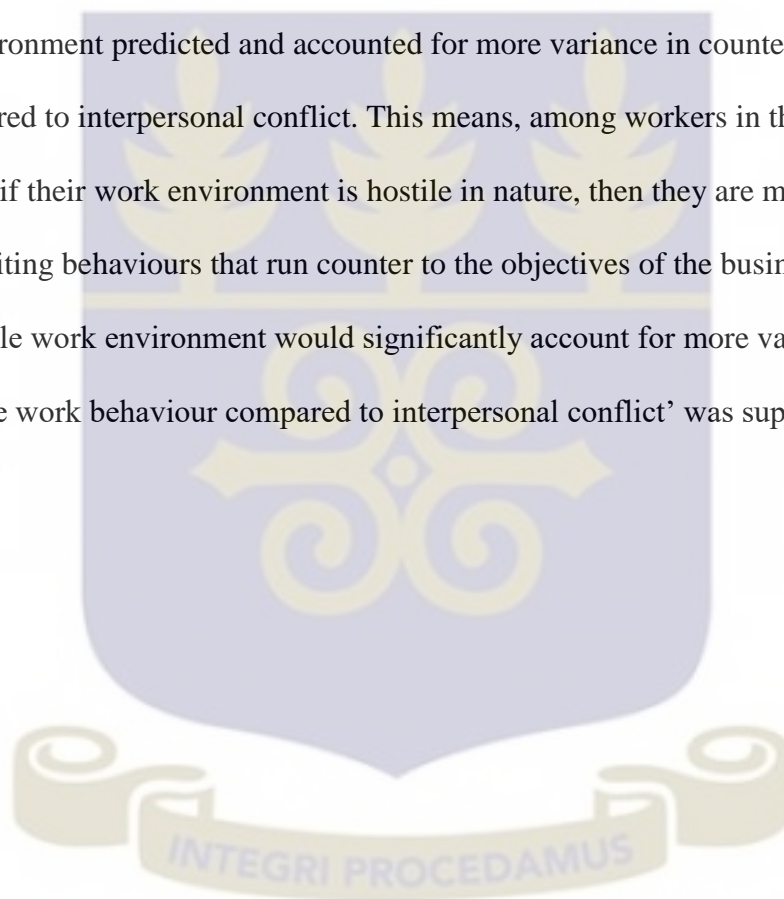 ronment predicted and accounted for more variance in counte
red to interpersonal conflict. This means, among workers in th
if their work environment is hostile in nature, then they are m
iting behaviours that run counter to the objectives of the busin
le work environment would significantly account for more va
e work behaviour compared to interpersonal conflict’ was sup
INTEGRI PROCEDAMUS